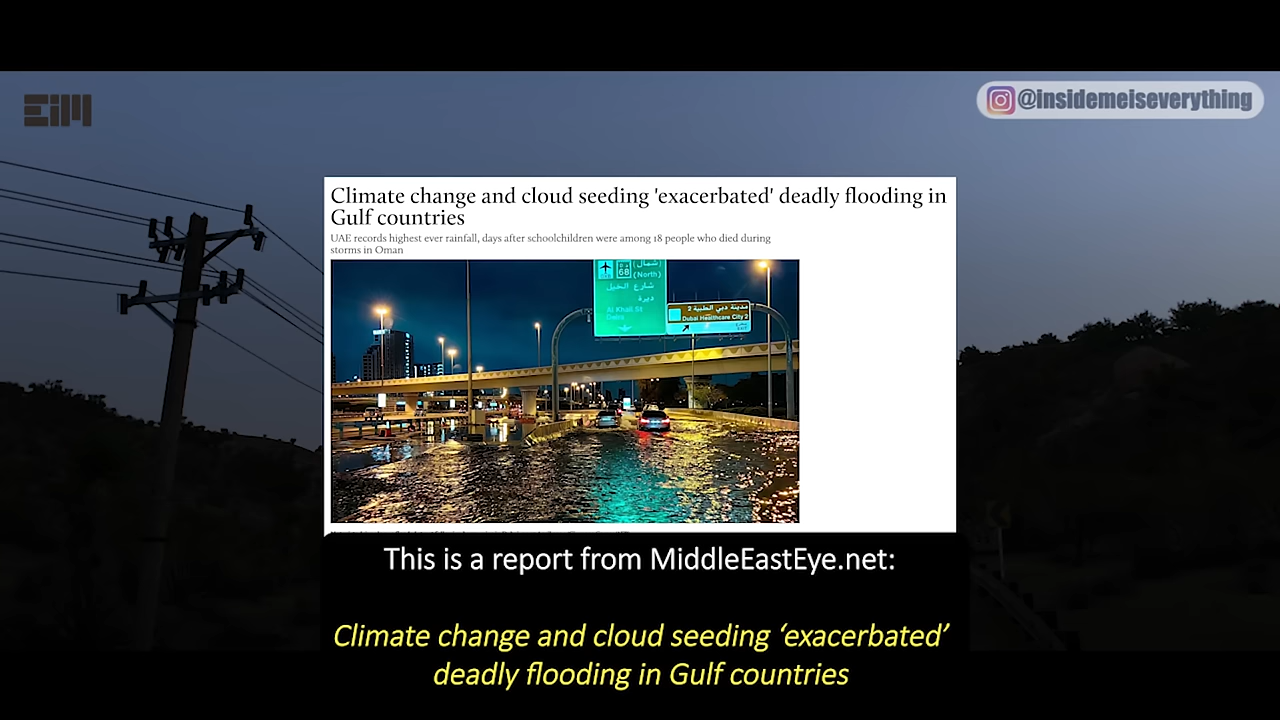 EiM
@insidemeiseverything
Climate change and cloud seeding 'exacerbated' deadly flooding in
Gulf countries
UAE records highest ever rainfall, days after schoolchildren were among 18 people who died during
storms in Oman
(شمال)
68
(North)
شارع الخيل
ديرة
Al Khail St
Deira
مدينة دبي الطبية 2
Dubai Healthcare City 2
This is a report from MiddleEastEye.net:
Climate change and cloud seeding ‘exacerbated’
deadly flooding in Gulf countries